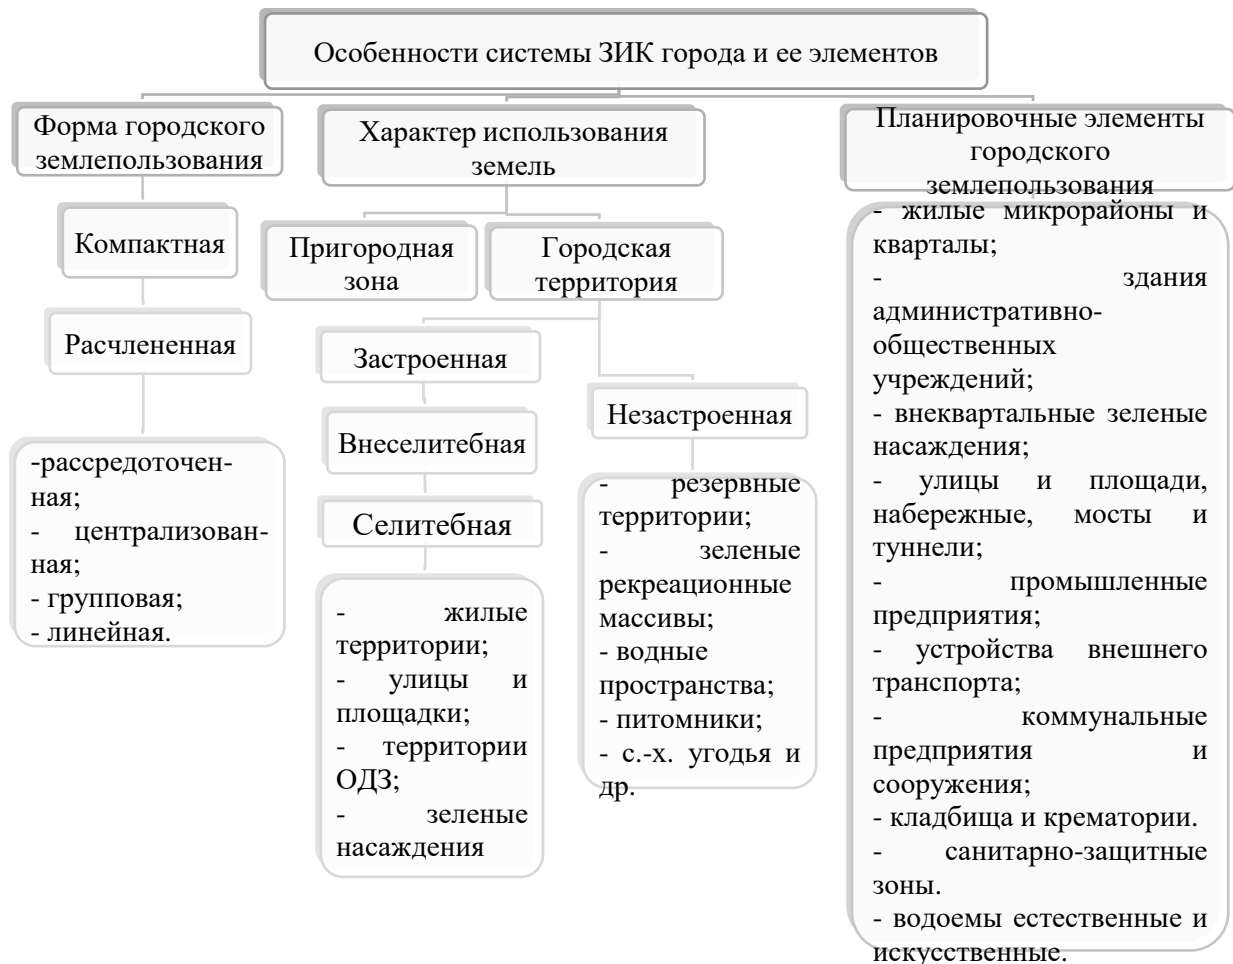 Особенности системы ЗИК города и ее элементов
Форма городского
землепользования
Компактная
Расчлененная
-рассредоточен-
ная;
- централизован-
ная;
- групповая;
- линейная.
Характер использования
земель
Пригородная
зона
Городская
территория
Застроенная
Внеселитебная
Селитебная
- жилые
территории;
- улицы и
площадки;
- территории
ОДЗ;
- зеленые
насаждения
Незастроенная
- резервные
территории;
- зеленые
рекреационные
массивы;
- водные
пространства;
- питомники;
- с.-х. угодья и
др.
Планировочные элементы
городского
землепользования
- жилые микрорайоны и
кварталы;
- здания
административно-
общественных
учреждений;
- внеквартальные зеленые
насаждения;
- улицы и площади,
набережные, мосты и
туннели;
- промышленные
предприятия;
- устройства внешнего
транспорта;
- коммунальные
предприятия и
сооружения;
- кладбища и крематории.
- санитарно-защитные
зоны.
- водоемы естественные и
искусственные.